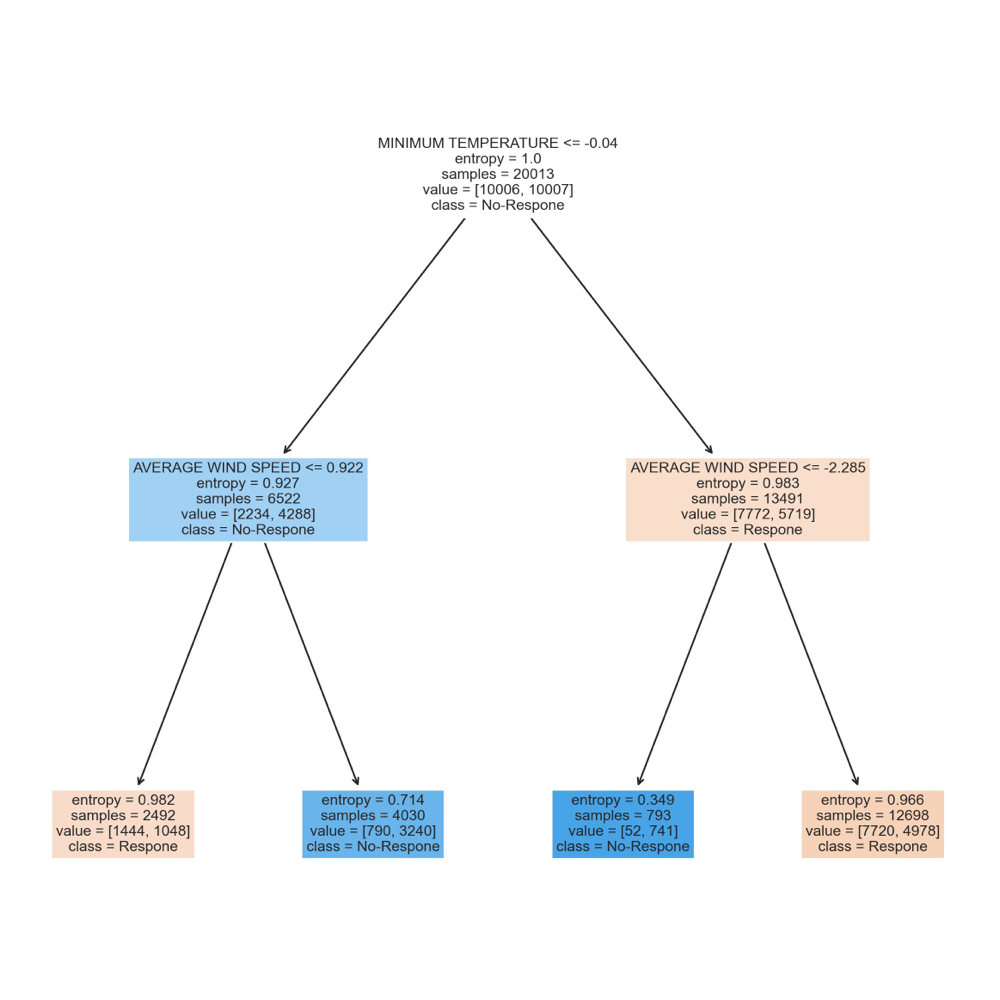 MINIMUM TEMPERATURE <= -0.04
entropy = 1.0
samples = 20013
value = [10006, 10007]
class = No-Respone
AVERAGE WIND SPEED <= 0.922
entropy = 0.927
samples = 6522
value = [2234, 4288]
class = No-Respone
AVERAGE WIND SPEED <= -2.285
entropy = 0.983
samples = 13491
value = [7772, 5719]
class = Respone
entropy = 0.982
samples = 2492
value = [1444, 1048]
class = Respone
entropy = 0.714
samples = 4030
value = [790, 3240]
class = No-Respone
entropy = 0.349
samples = 793
value = [52, 741]
class = No-Respone
entropy = 0.966
samples = 12698
value = [7720, 4978]
class = Respone